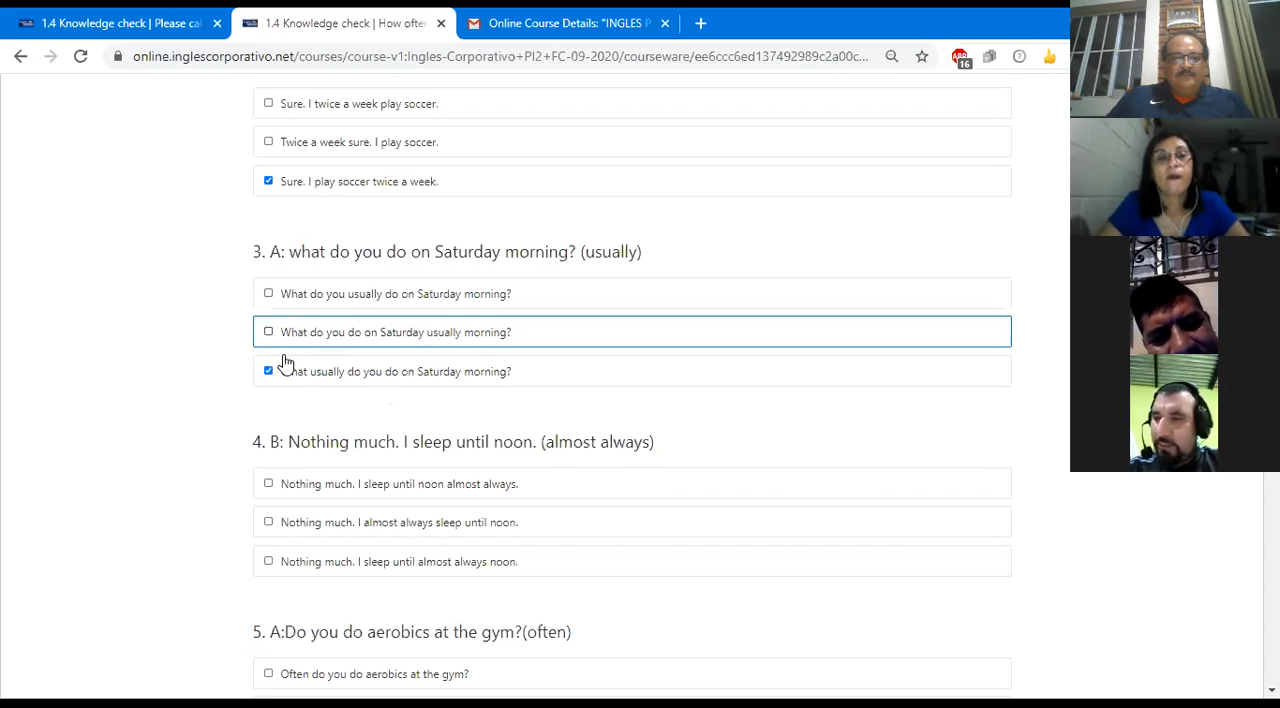 1.4 Knowledge check | Please ca
1.4 Knowledge check | How ofte
Online Course Details: "INGLES P
online.inglescorporativo.net/courses/course-v1:Ingles-Corporativo+PI2+FC-09-2020/courseware/ee6ccc6ed137492989c2a00c...
16
Sure. I twice a week play soccer.
Twice a week sure. I play soccer.
Sure. I play soccer twice a week.
3. A: what do you do on Saturday morning? (usually)
What do you usually do on Saturday morning?
What do you do on Saturday usually morning?
at usually do you do on Saturday morning?
4. B: Nothing much. I sleep until noon. (almost always)
Nothing much. I sleep until noon almost always.
Nothing much. I almost always sleep until noon.
Nothing much. I sleep until almost always noon.
5. A:Do you do aerobics at the gym?(often)
Often do you do aerobics at the gym?